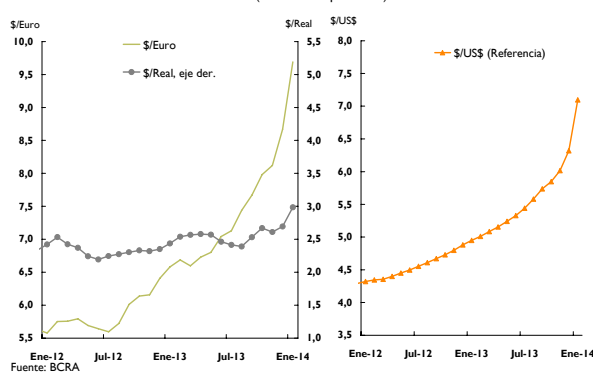 $/Euro
$/Real
$/US$
10,0
9,5
9,0
8,5
8,0
7,5
7,0
6,5
6,0
5,5
$/Euro
$/Real, eje der.
5,5
5,0
4,5
4,0
3,5
3,0
2,5
2,0
1,5
1,0
Ene-12
Jul-12
Ene-13
Jul-13
Ene-14
8,0
7,5
7,0
6,5
6,0
5,5
5,0
4,5
4,0
3,5
$/US$ (Referencia)
Ene-12
Jul-12
Ene-13
Jul-13
Ene-14
Fuente: BCRA